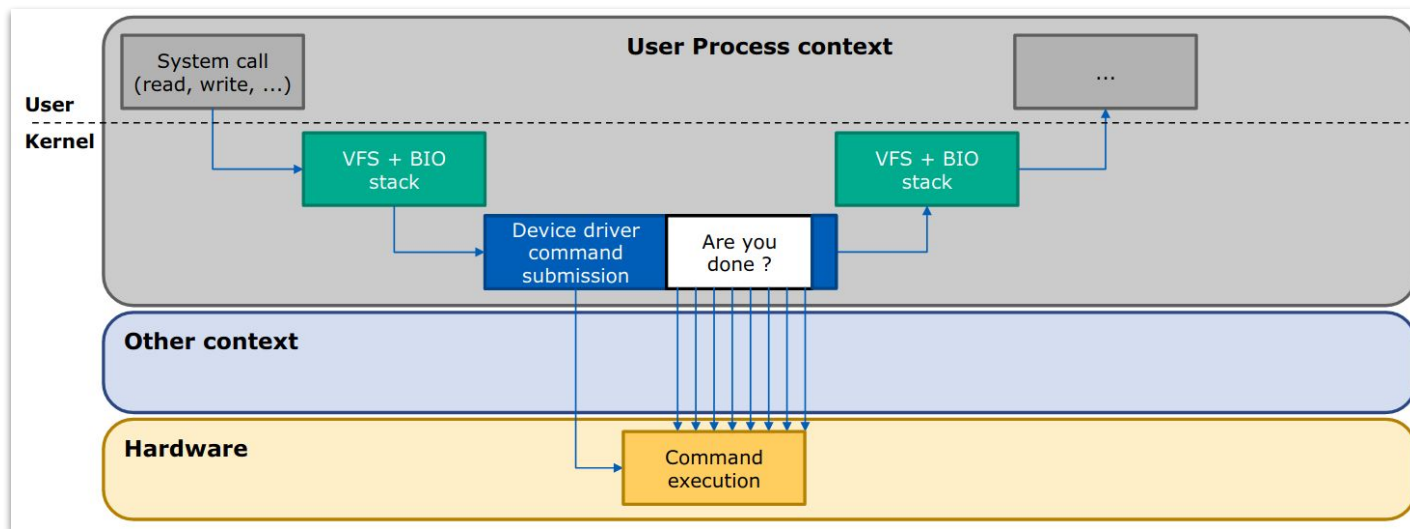 User Process context
System call
(read, write, ...)
...
User
Kernel
VFS + BIO
stack
VFS + BIO
stack
Device driver
command
submission
Are you
done ?
Other context
Hardware
Command
execution